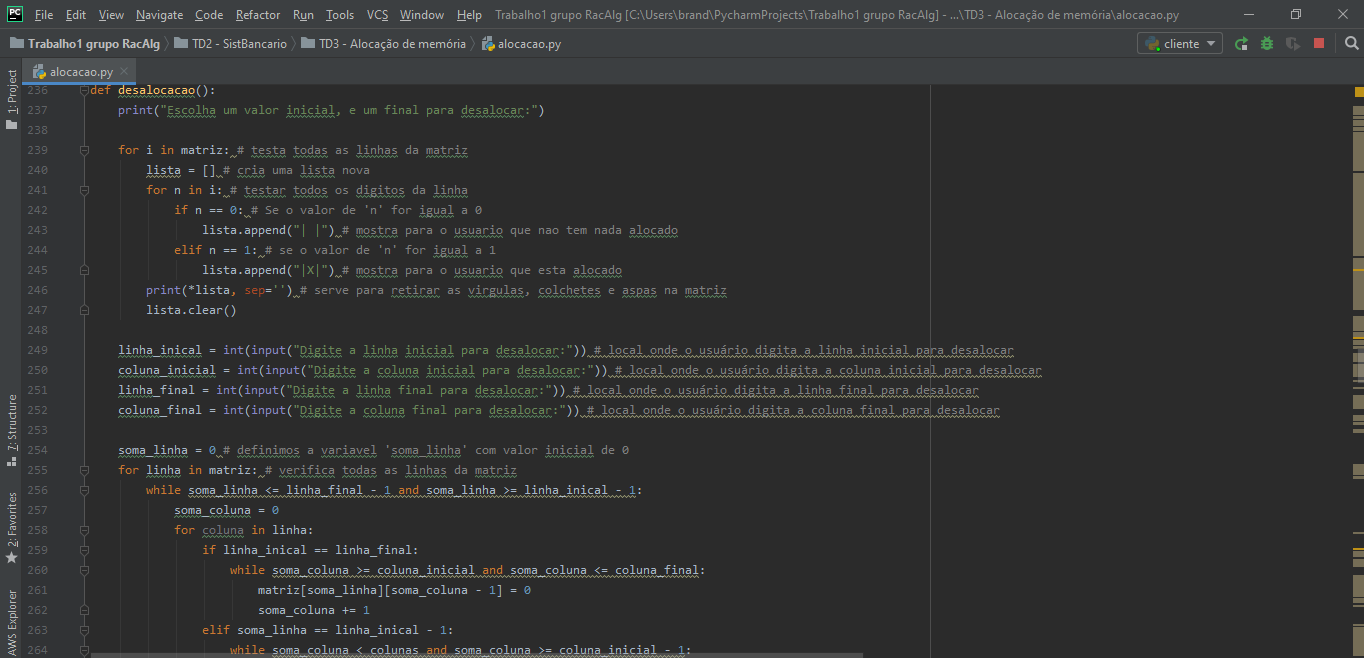 PC File Edit View Navigate Code Refactor Run Tools VCS Window Help Trabalho1 grupo RacAlg [C:\Users\brand\PycharmProjects\Trabalho1 grupo RacAlg] - ...\TD3 - Alocação de memória\alocacao.py
Trabalho1 grupo RacAlg TD2 - SistBancario TD3 - Alocação de memória alocacao.py cliente
alocacao.py
1: Project
7: Structure
2: Favorites
AWS Explorer
236 def desalocacao():
237 print("Escolha um valor inicial, e um final para desalocar:")
238
239 for i in matriz: # testa todas as linhas da matriz
240 lista = [] # cria uma lista nova
241 for n in i: # testar todos os digitos da linha
242 if n == 0: # Se o valor de 'n' for igual a 0
243 lista.append("| |") # mostra para o usuario que nao tem nada alocado
244 elif n == 1: # se o valor de 'n' for igual a 1
245 lista.append("|X|") # mostra para o usuario que esta alocado
246 print(*lista, sep='') # serve para retirar as virgulas, colchetes e aspas na matriz
247 lista.clear()
248
249 linha_inical = int(input("Digite a linha inicial para desalocar:")) # local onde o usuário digita a linha inicial para desalocar
250 coluna_inicial = int(input("Digite a coluna inicial para desalocar:")) # local onde o usuário digita a coluna inicial para desalocar
251 linha_final = int(input("Digite a linha final para desalocar:")) # local onde o usuário digita a linha final para desalocar
252 coluna_final = int(input("Digite a coluna final para desalocar:")) # local onde o usuário digita a coluna final para desalocar
253
254 soma_linha = 0 # definimos a variavel 'soma_linha' com valor inicial de 0
255 for linha in matriz: # verifica todas as linhas da matriz
256 while soma_linha <= linha_final - 1 and soma_linha >= linha_inical - 1:
257 soma_coluna = 0
258 for coluna in linha:
259 if linha_inical == linha_final:
260 while soma_coluna >= coluna_inicial and soma_coluna <= coluna_final:
261 matriz[soma_linha][soma_coluna - 1] = 0
262 soma_coluna += 1
263 elif soma_linha == linha_inical - 1:
264 while soma_coluna < colunas and soma_coluna >= coluna_inicial - 1: